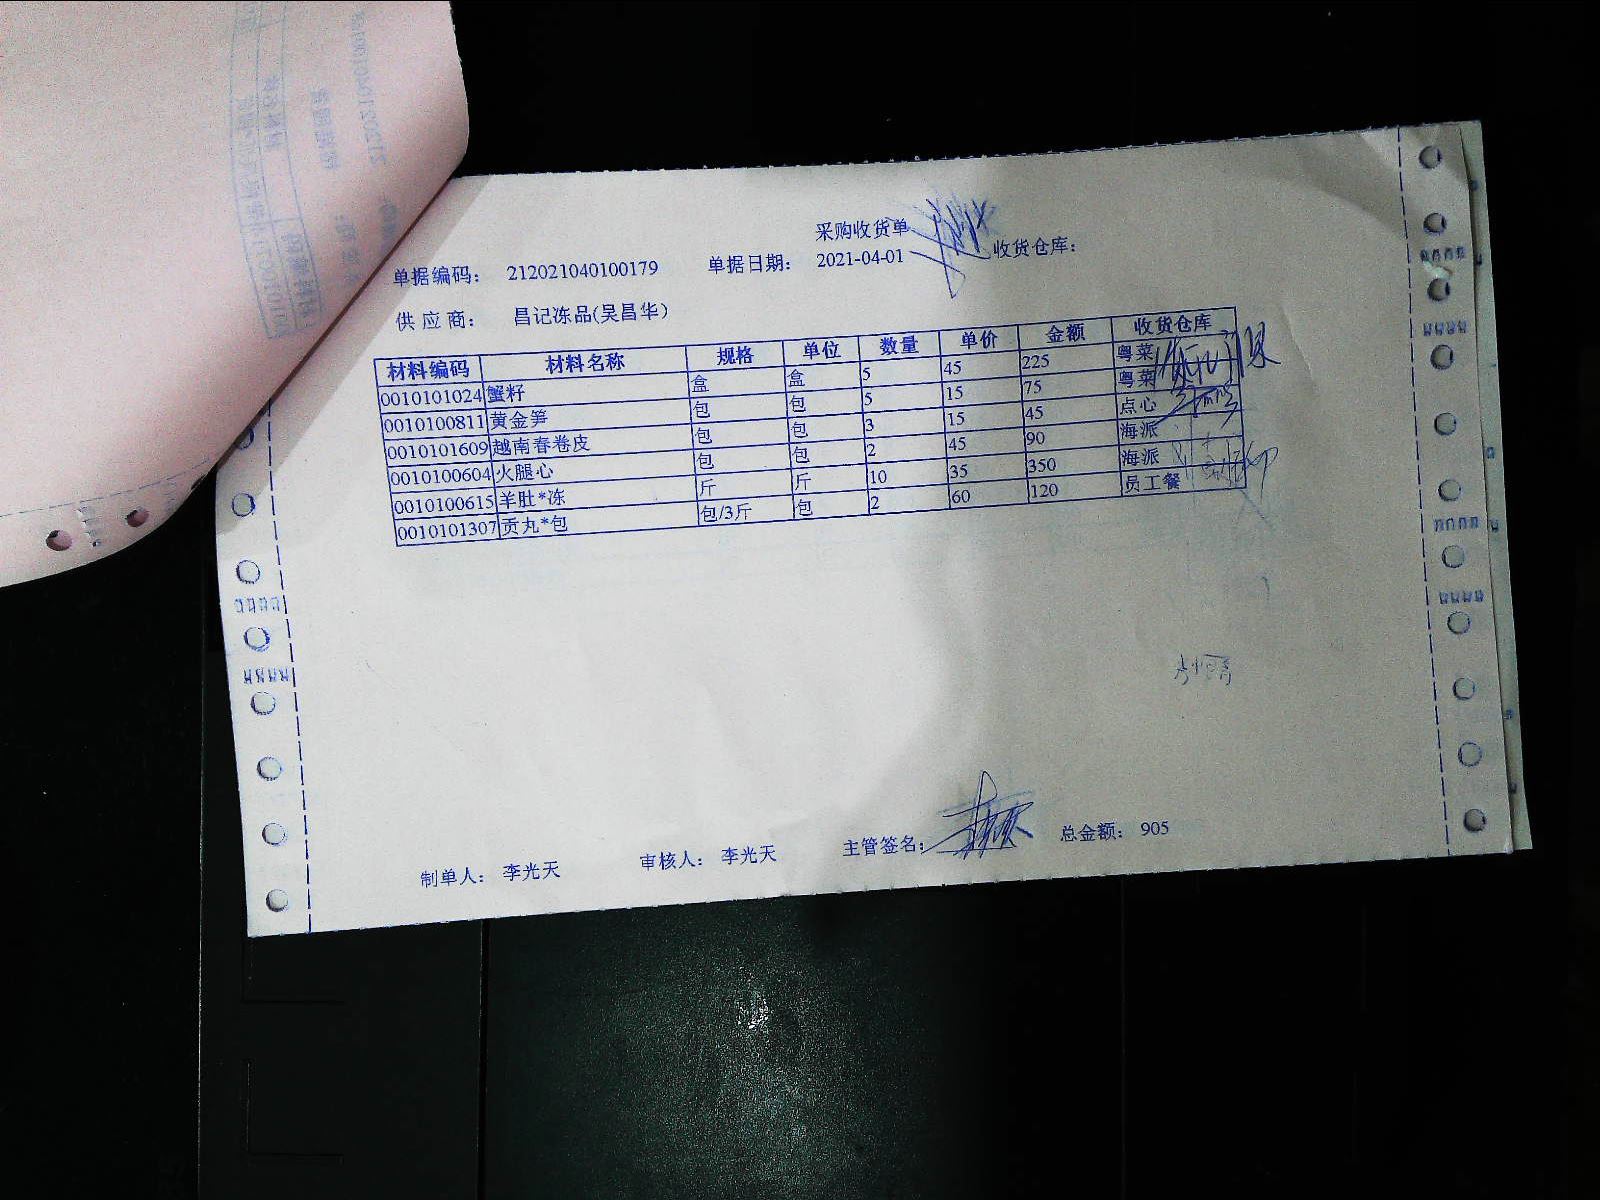 采购收货单
单据编码： 212021040100179 单据日期： 2021-04-01 收货仓库：
供应商： 昌记冻品(吴昌华)
材料编码 材料名称 规格 单位 数量 单价 金额 收货仓库
0010101024 蟹籽 盒 盒 5 45 225 粤菜
0010100811 黄金笋 包 包 5 15 75 粤菜
0010101609 越南春卷皮 包 包 3 15 45 点心
0010100604 火腿心 包 包 2 45 90 海派
0010100615 羊肚*冻 斤 斤 10 35 350 海派
0010101307 贡丸*包 包/3斤 包 2 60 120 员工餐
制单人： 李光天 审核人： 李光天 主管签名： 总金额： 905